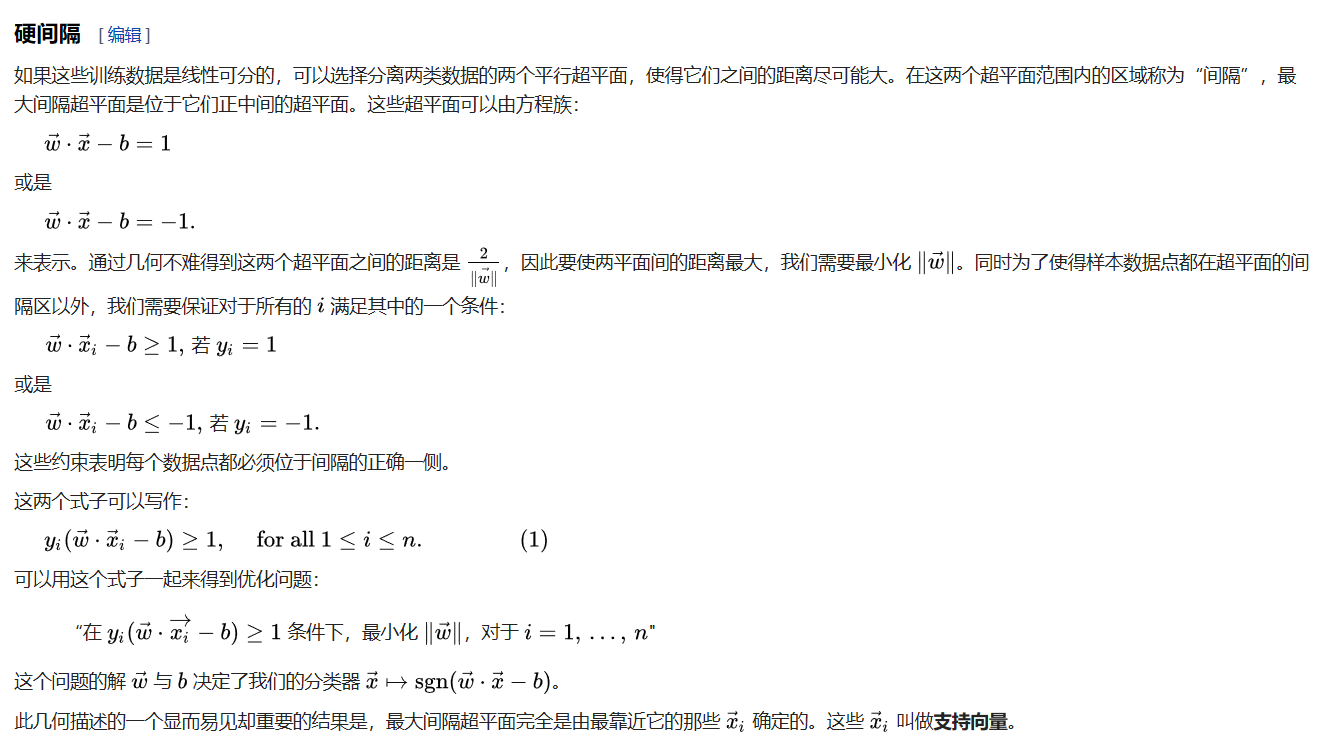 硬间隔 [编辑]
如果这些训练数据是线性可分的，可以选择分离两类数据的两个平行超平面，使得它们之间的距离尽可能大。在这两个超平面范围内的区域称为“间隔”，最
大间隔超平面是位于它们正中间的超平面。这些超平面可以由方程族：
$\vec{w} \cdot \vec{x} - b = 1$
或是
$\vec{w} \cdot \vec{x} - b = -1.$
来表示。通过几何不难得到这两个超平面之间的距离是 $\frac{2}{\|\vec{w}\|}$，因此要使两平面间的距离最大，我们需要最小化 $\|\vec{w}\|$。同时为了使得样本数据点都在超平面的间
隔区以外，我们需要保证对于所有的 $i$ 满足其中的一个条件：
$\vec{w} \cdot \vec{x}_i - b \geq 1,$ 若 $y_i = 1$
或是
$\vec{w} \cdot \vec{x}_i - b \leq -1,$ 若 $y_i = -1.$
这些约束表明每个数据点都必须位于间隔的正确一侧。
这两个式子可以写作：
$y_i(\vec{w} \cdot \vec{x}_i - b) \geq 1, \quad \text{for all } 1 \leq i \leq n. \qquad (1)$
可以用这个式子一起来得到优化问题：
“在 $y_i(\vec{w} \cdot \overrightarrow{x_i} - b) \geq 1$ 条件下，最小化 $\|\vec{w}\|$，对于 $i = 1, \ldots, n$"
这个问题的解 $\vec{w}$ 与 $b$ 决定了我们的分类器 $\vec{x} \mapsto \text{sgn}(\vec{w} \cdot \vec{x} - b)$。
此几何描述的一个显而易见却重要的结果是，最大间隔超平面完全是由最靠近它的那些 $\vec{x}_i$ 确定的。这些 $\vec{x}_i$ 叫做支持向量。